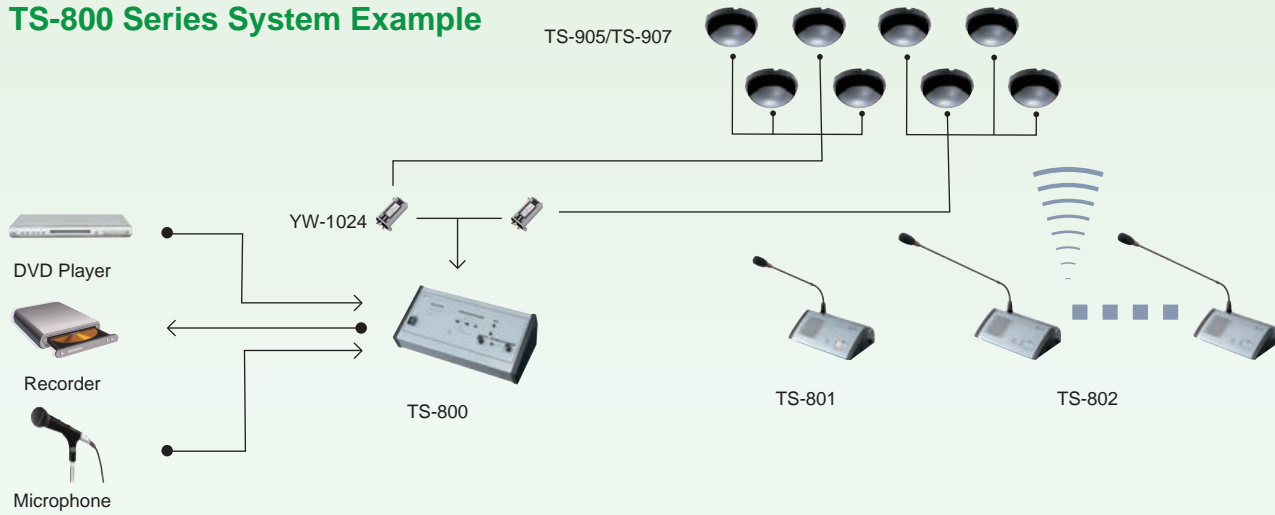 TS-800 Series System Example
TS-905/TS-907
YW-1024
DVD Player
Recorder
TS-800
TS-801
TS-802
Microphone